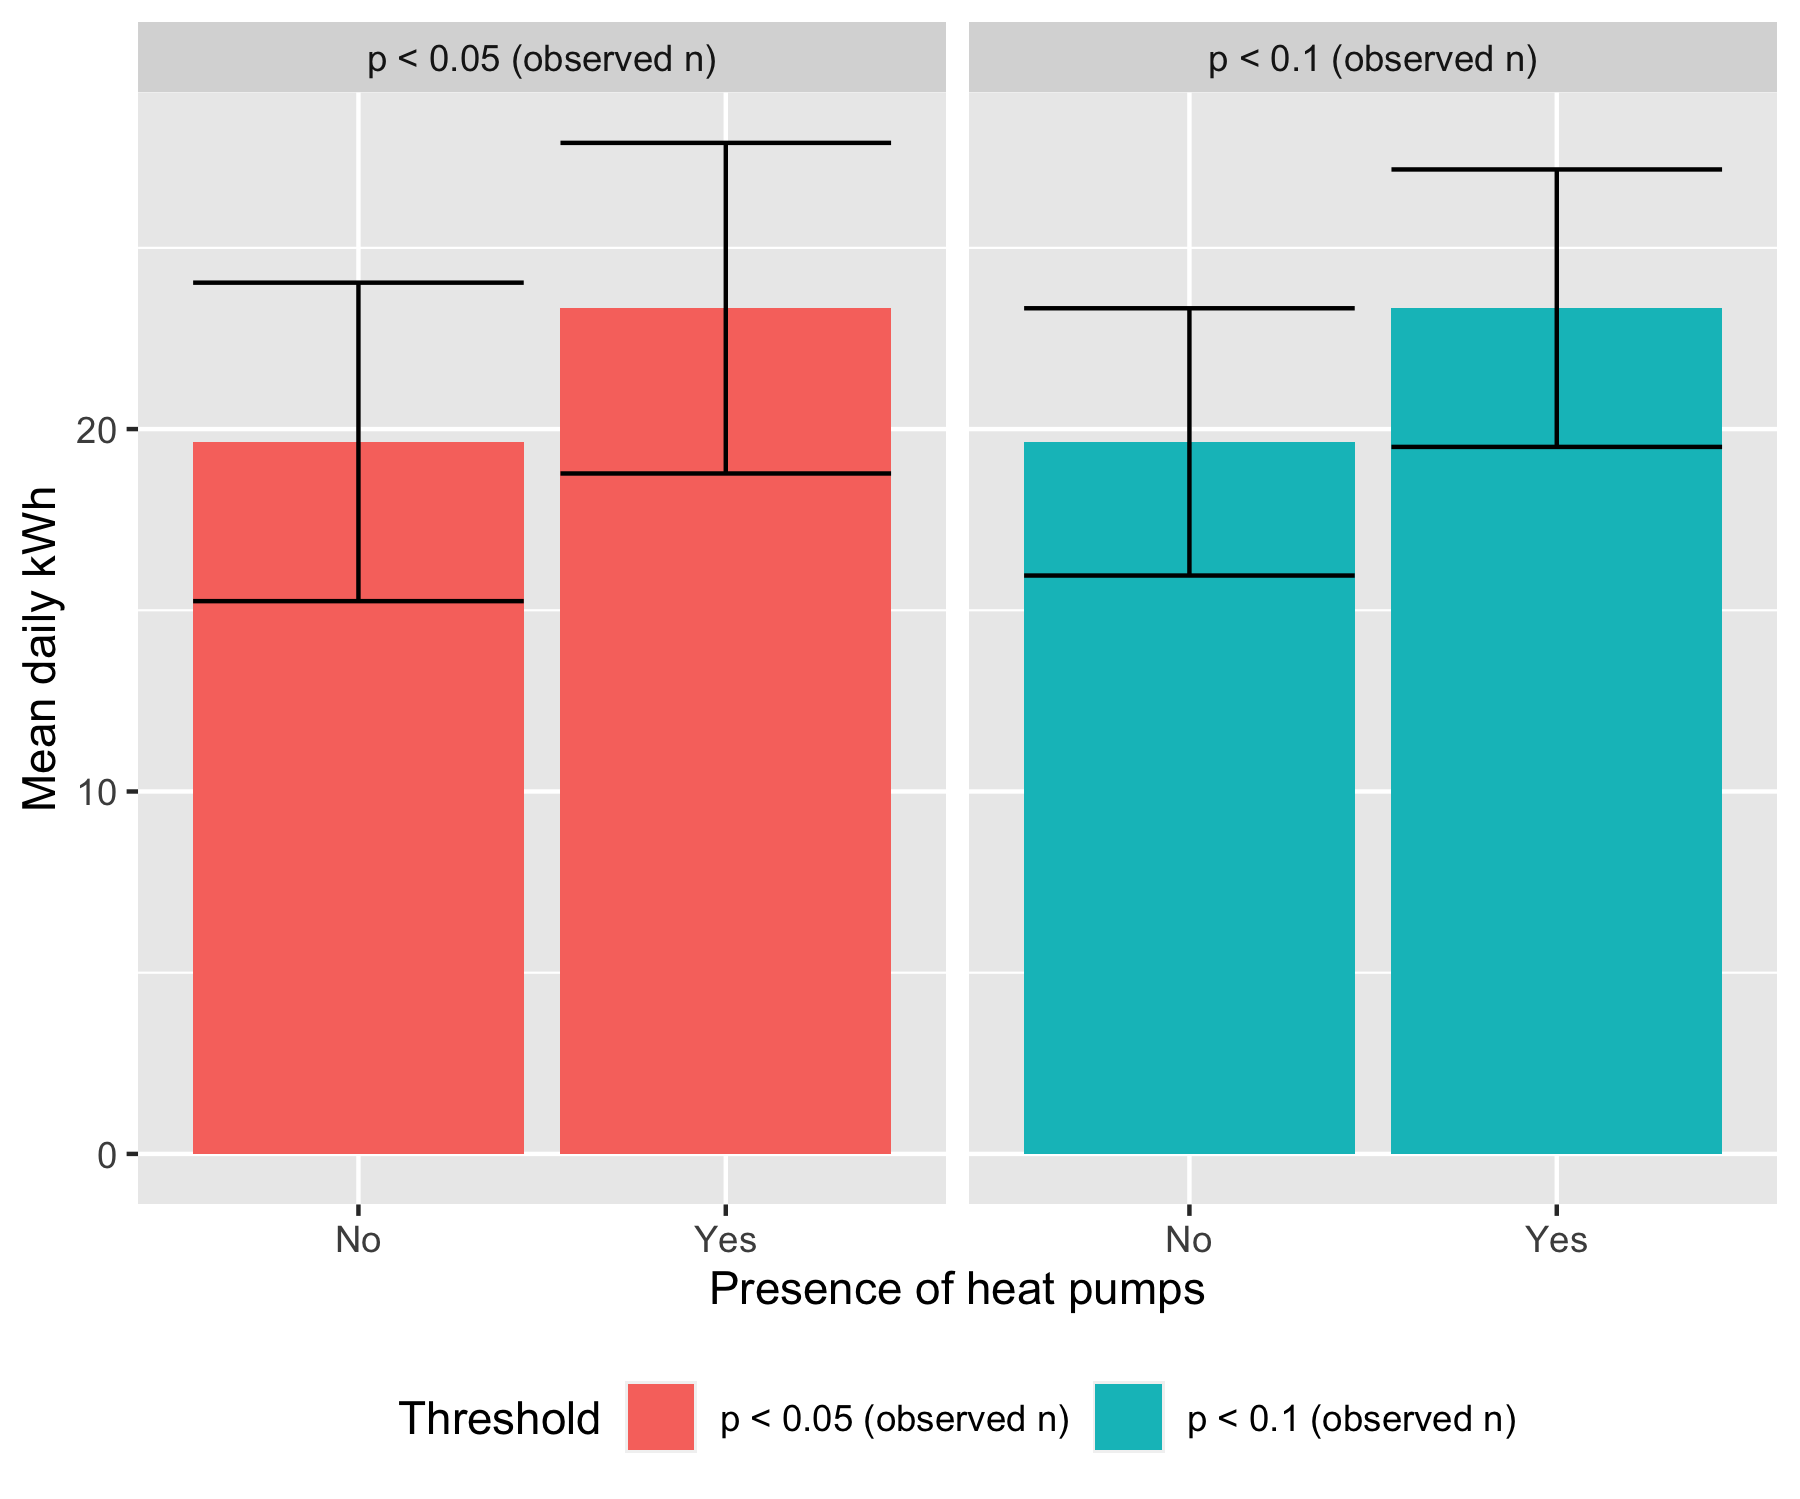 p < 0.05 (observed n)
p < 0.1 (observed n)
Mean daily kWh
20
10
0
No
Yes
No
Yes
Presence of heat pumps
Threshold
p < 0.05 (observed n)
p < 0.1 (observed n)